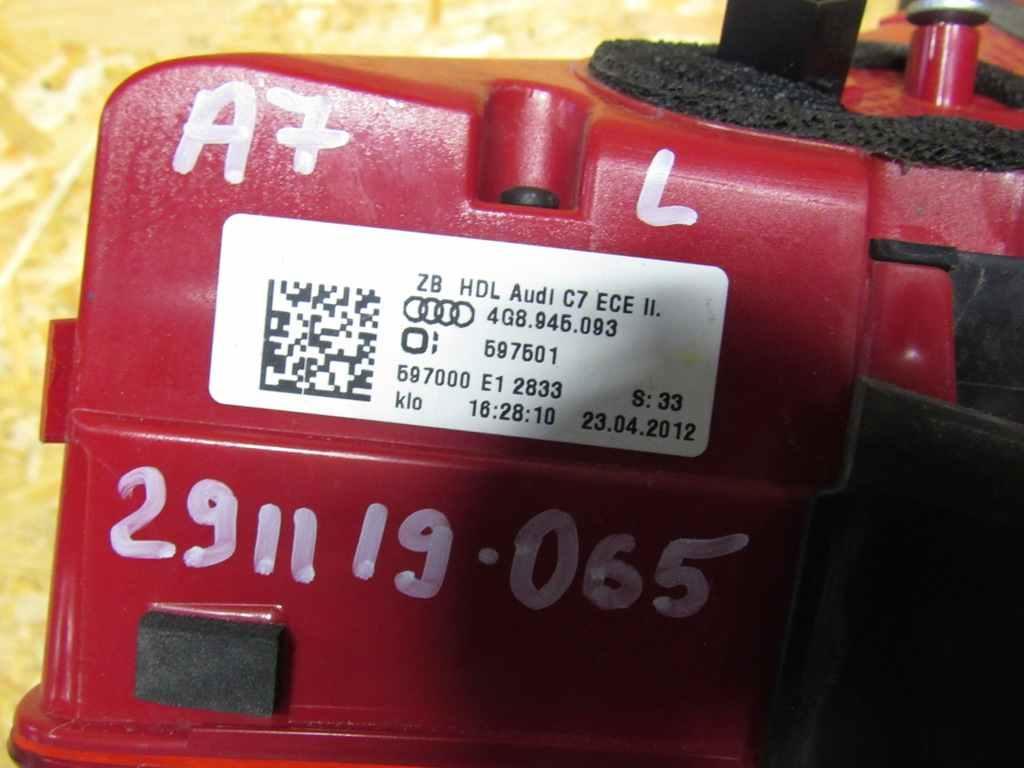 A7
L
ZB HDL Audi C7 ECE II.
4G8.945.093
597501
597000 E1 2833
S: 33
klo 16:28:10 23.04.2012
291119.065